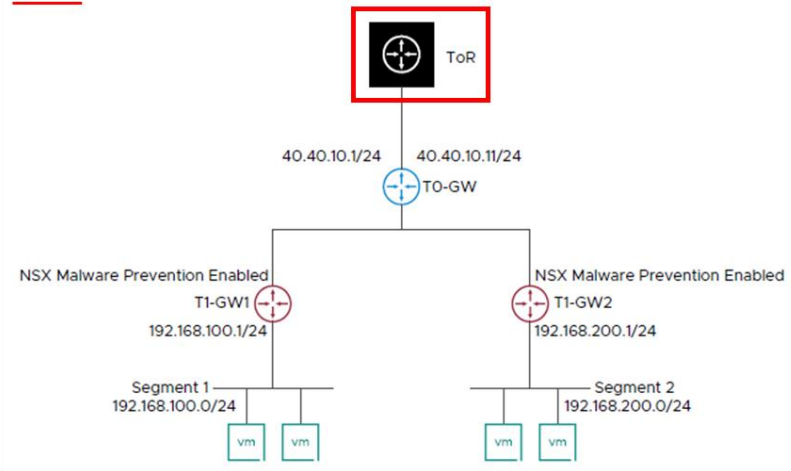 ToR
40.40.10.1/24 40.40.10.11/24
T0-GW
NSX Malware Prevention Enabled NSX Malware Prevention Enabled
T1-GW1 T1-GW2
192.168.100.1/24 192.168.200.1/24
Segment 1 Segment 2
192.168.100.0/24 192.168.200.0/24
vm vm vm vm